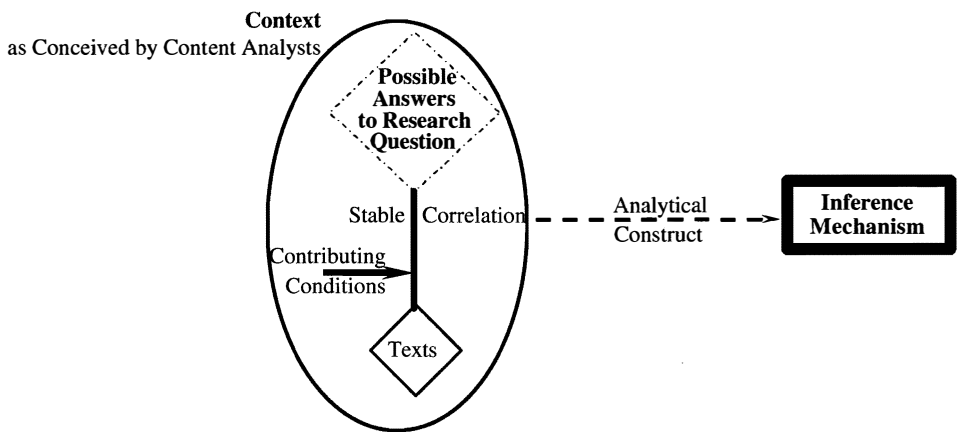 Context
as Conceived by Content Analysts
Possible
Answers
to Research
Question
Stable Correlation
Contributing
Conditions
Texts
Analytical
Construct
Inference
Mechanism